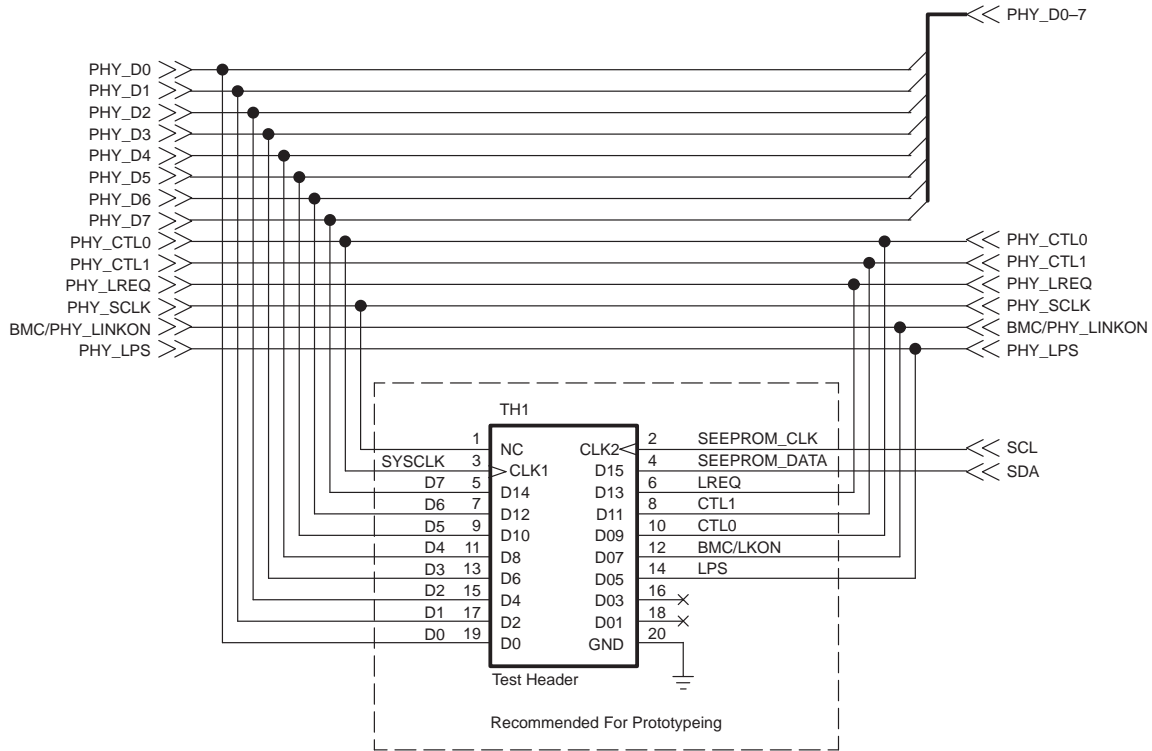 PHY_D0–7
PHY_D0
PHY_D1
PHY_D2
PHY_D3
PHY_D4
PHY_D5
PHY_D6
PHY_D7
PHY_CTL0 PHY_CTL0
PHY_CTL1 PHY_CTL1
PHY_LREQ PHY_LREQ
PHY_SCLK PHY_SCLK
BMC/PHY_LINKON BMC/PHY_LINKON
PHY_LPS PHY_LPS
TH1
1 NC CLK2 2 SEEPROM_CLK SCL
SYSCLK 3 CLK1 D15 4 SEEPROM_DATA SDA
D7 5 D14 D13 6 LREQ
D6 7 D12 D11 8 CTL1
D5 9 D10 D09 10 CTL0
D4 11 D8 D07 12 BMC/LKON
D3 13 D6 D05 14 LPS
D2 15 D4 D03 16
D1 17 D2 D01 18
D0 19 D0 GND 20
Test Header
Recommended For Prototypeing